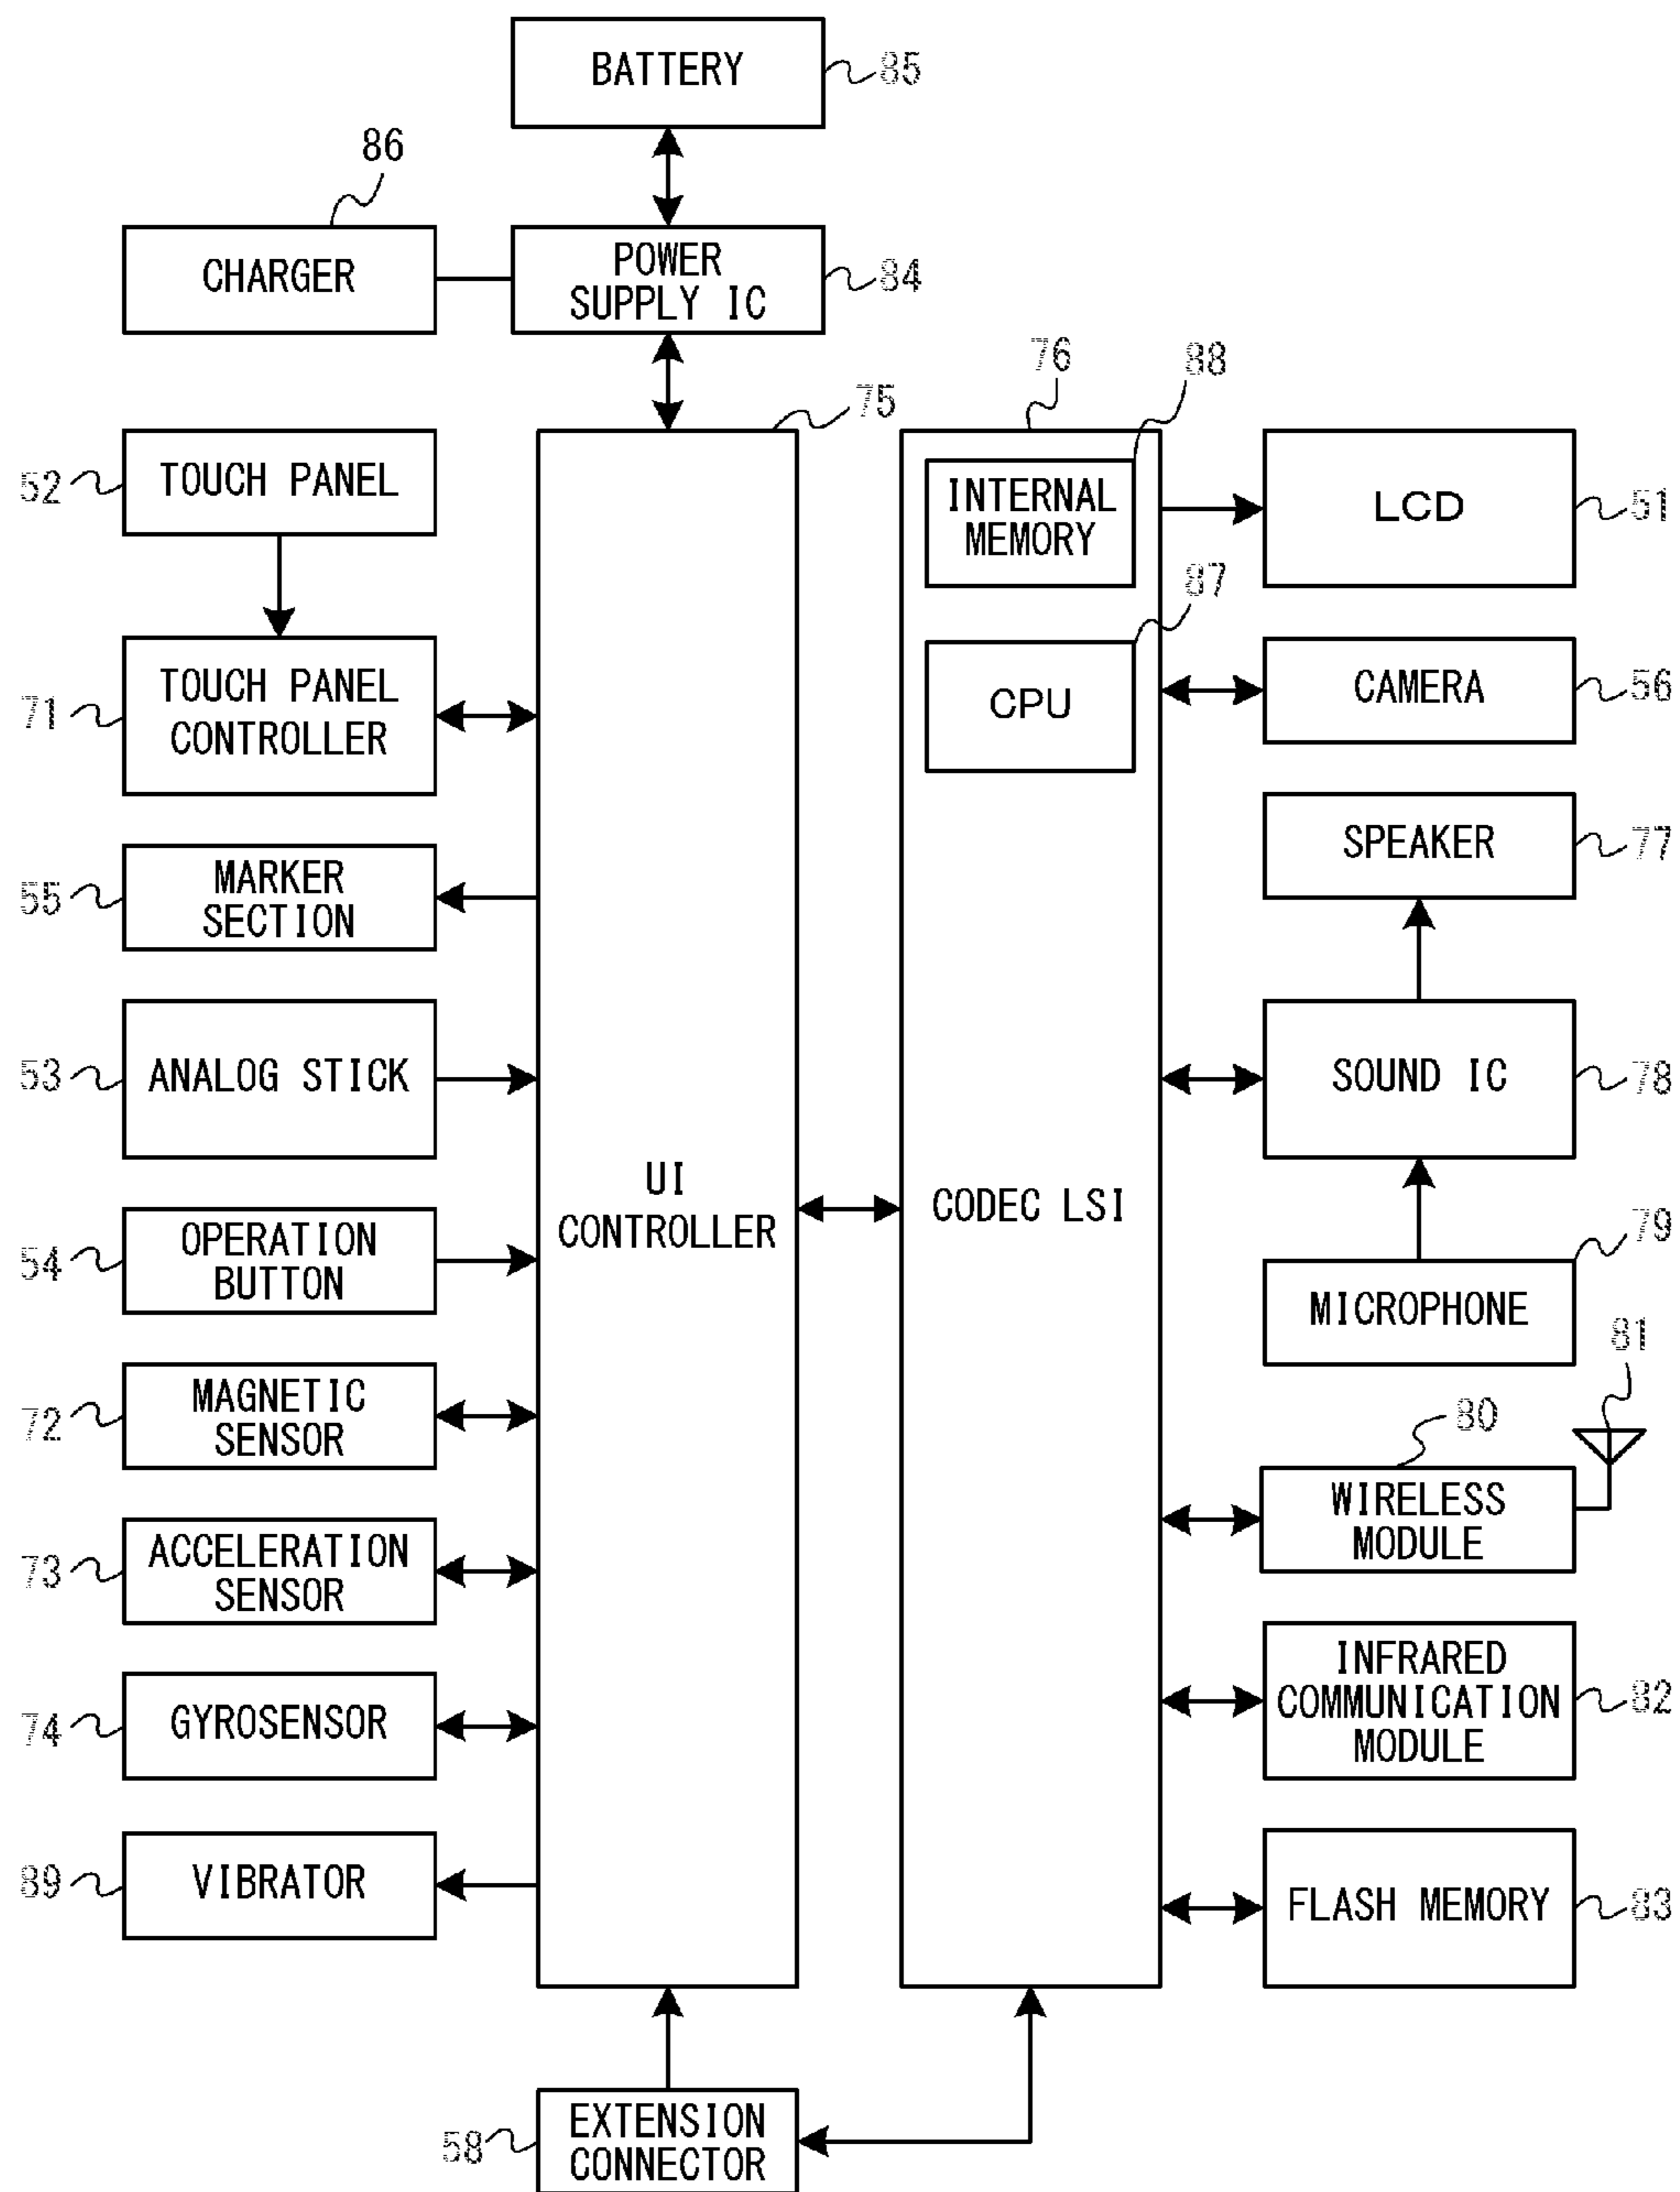 BATTERY
85
86
CHARGER
POWER
SUPPLY IC
84
75
76
88
52
TOUCH PANEL
INTERNAL
MEMORY
LCD
51
87
71
TOUCH PANEL
CONTROLLER
CPU
CAMERA
56
SPEAKER
77
55
MARKER
SECTION
53
ANALOG STICK
SOUND IC
78
UI
CONTROLLER
CODEC LSI
54
OPERATION
BUTTON
79
MICROPHONE
81
72
MAGNETIC
SENSOR
80
WIRELESS
MODULE
73
ACCELERATION
SENSOR
74
GYROSENSOR
INFRARED
COMMUNICATION
MODULE
82
89
VIBRATOR
FLASH MEMORY
83
58
EXTENSION
CONNECTOR